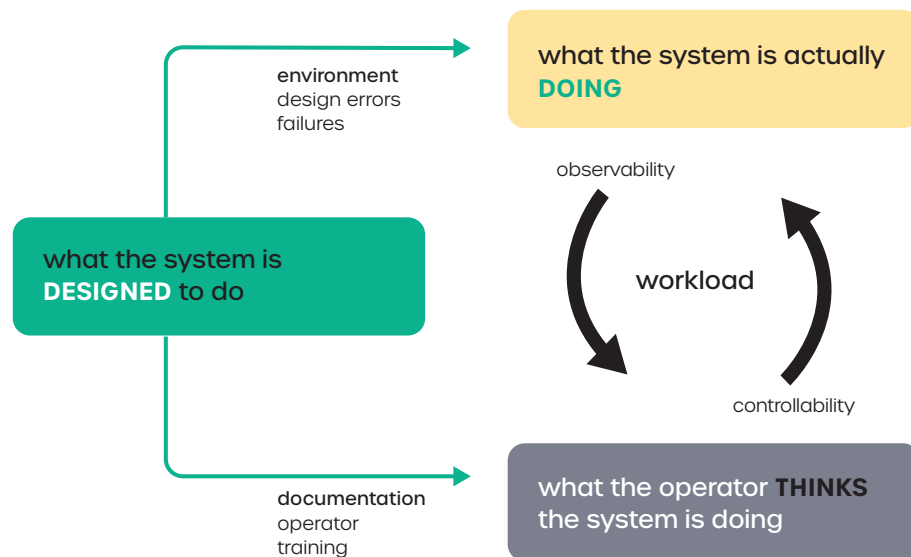 what the system is actually
DOING
environment
design errors
failures
observability
what the system is
DESIGNED to do
workload
controllability
documentation
operator
training
what the operator THINKS
the system is doing